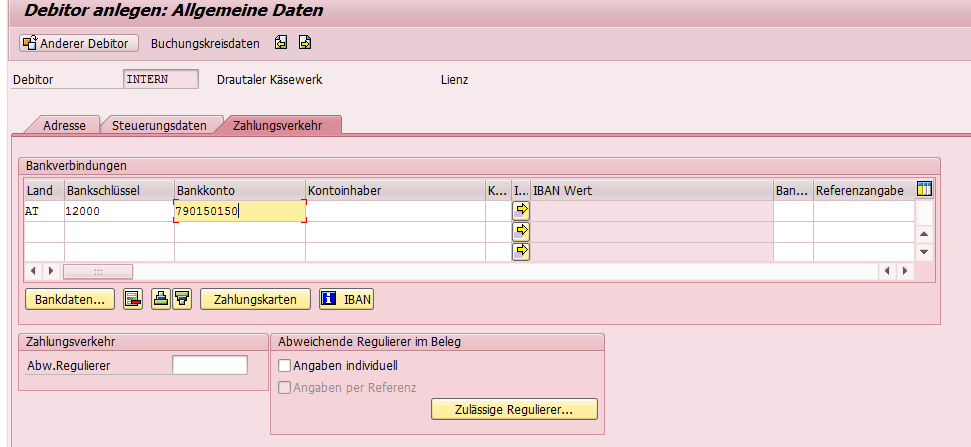 Debitor anlegen: Allgemeine Daten
Anderer Debitor Buchungskreisdaten
Debitor INTERN Drautaler Käsewerk Lienz
Adresse Steuerungsdaten Zahlungsverkehr
Bankverbindungen
Land Bankschlüssel Bankkonto Kontoinhaber K... I... IBAN Wert Ban... Referenzangabe
AT 12000 790150150
Bankdaten... Zahlungskarten IBAN
Zahlungsverkehr Abweichende Regulierer im Beleg
Abw.Regulierer Angaben individuell
Angaben per Referenz
Zulässige Regulierer...